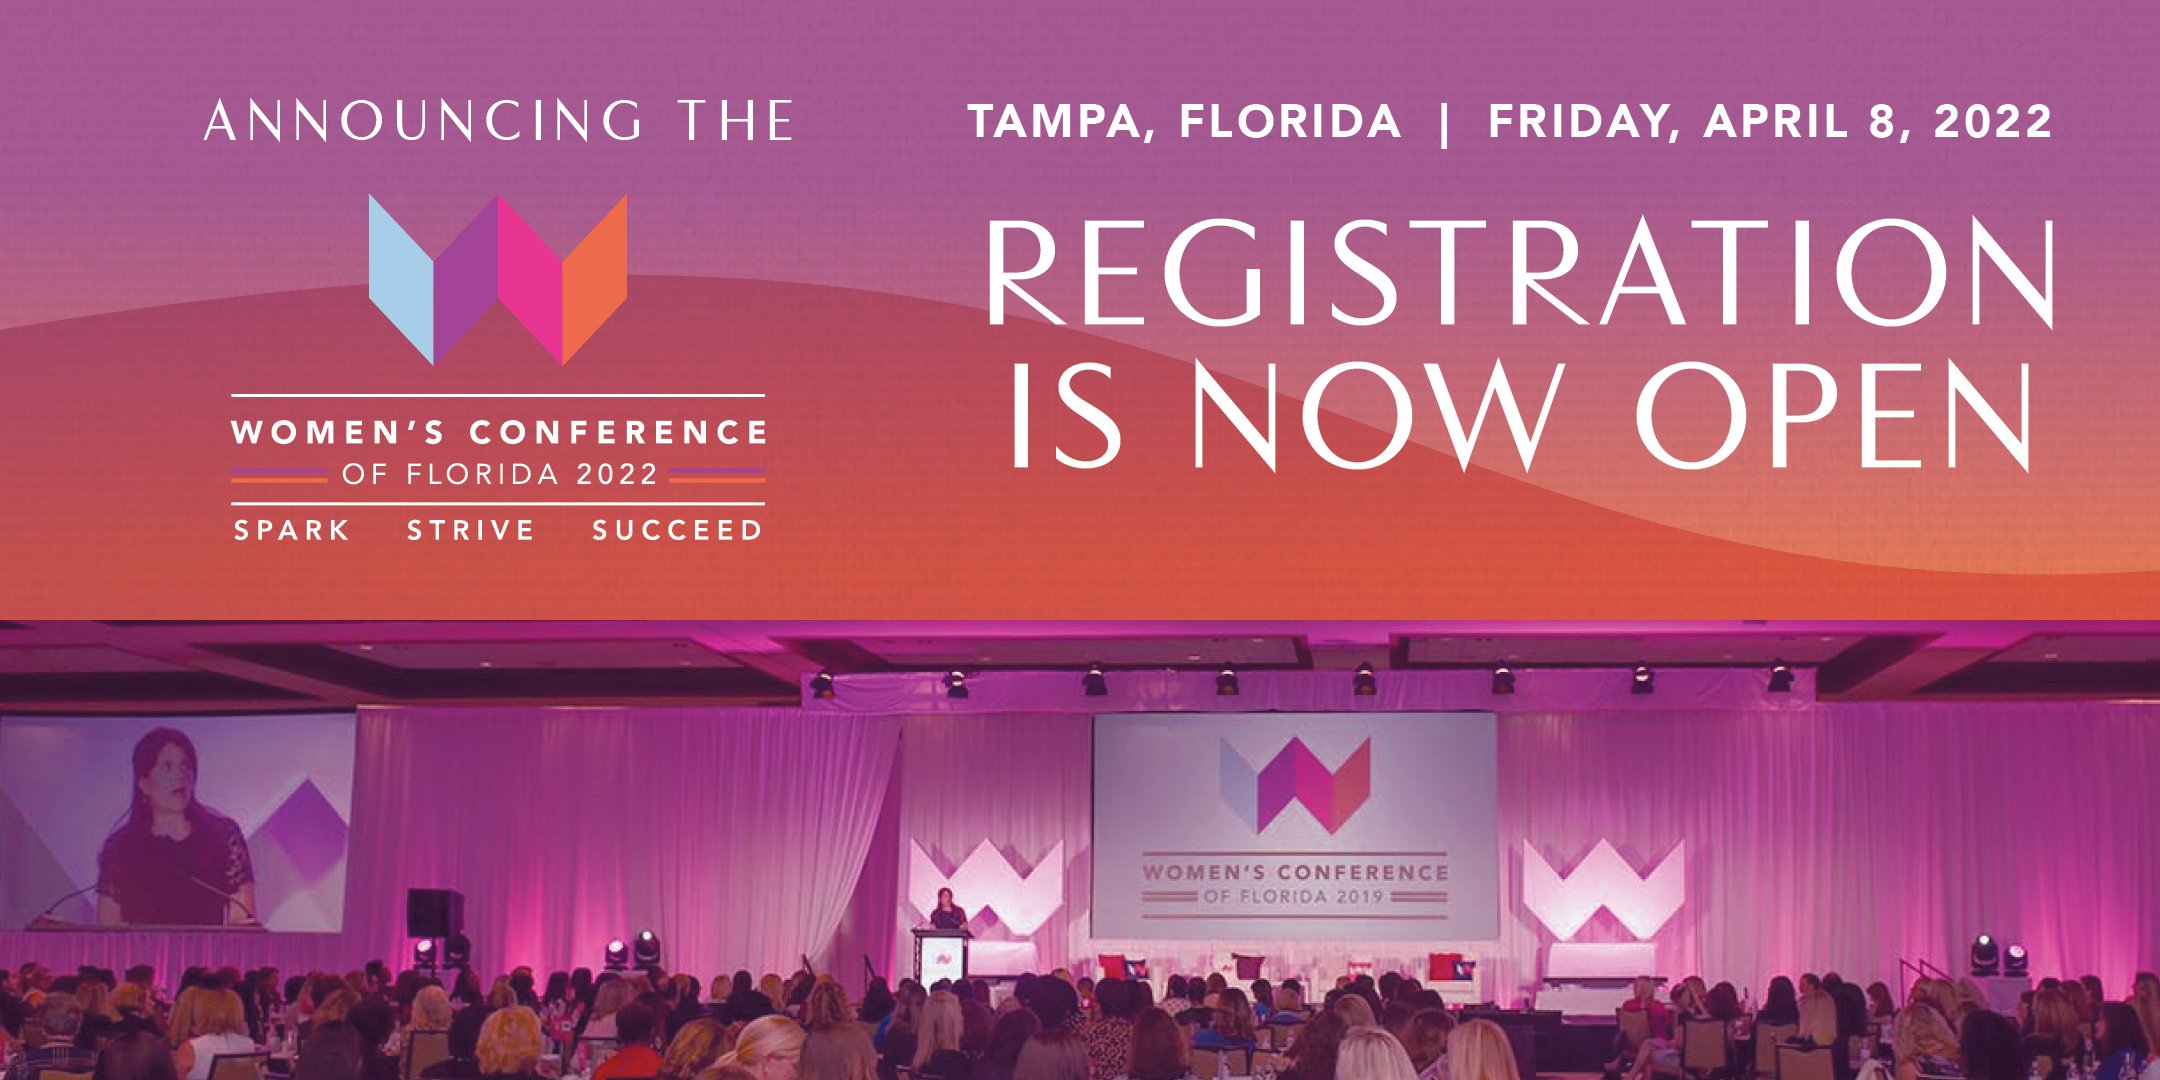 ANNOUNCING THE
WOMEN'S CONFERENCE
OF FLORIDA 2022
SPARK STRIVE SUCCEED
TAMPA, FLORIDA | FRIDAY, APRIL 8, 2022
REGISTRATION
IS NOW OPEN
WOMEN'S CONFERENCE
OF FLORIDA 2019